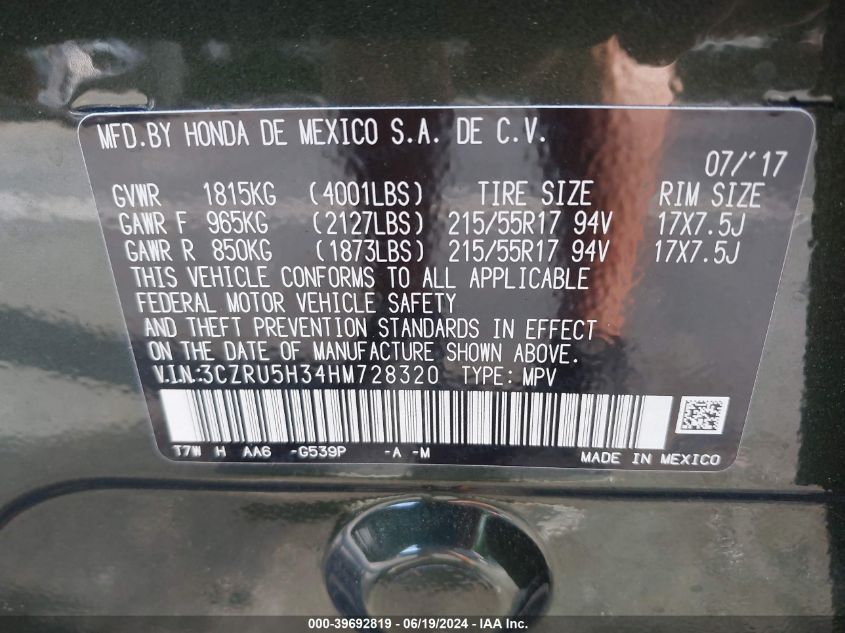 MFD.BY HONDA DE MEXICO S.A. DE C.V.
07/'17
GVWR 1815KG (4001LBS) TIRE SIZE RIM SIZE
GAWR F 965KG (2127LBS) 215/55R17 94V 17X7.5J
GAWR R 850KG (1873LBS) 215/55R17 94V 17X7.5J
THIS VEHICLE CONFORMS TO ALL APPLICABLE
FEDERAL MOTOR VEHICLE SAFETY
AND THEFT PREVENTION STANDARDS IN EFFECT
ON THE DATE OF MANUFACTURE SHOWN ABOVE.
V.I.N.:3CZRU5H34HM728320 TYPE: MPV
T7W H AA6 -G539P -A -M
MADE IN MEXICO
000-39692819 - 06/19/2024 - IAAI Inc.